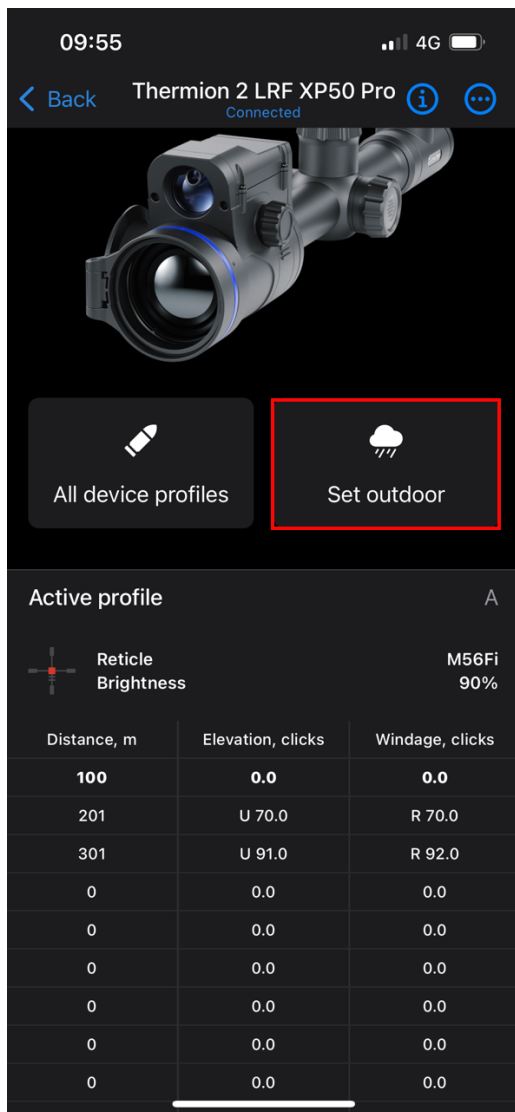 09:55 4G
Back Thermion 2 LRF XP50 Pro
Connected
All device profiles Set outdoor
Active profile A
Reticle M56Fi
Brightness 90%
Distance, m Elevation, clicks Windage, clicks
100 0.0 0.0
201 U 70.0 R 70.0
301 U 91.0 R 92.0
0 0.0 0.0
0 0.0 0.0
0 0.0 0.0
0 0.0 0.0
0 0.0 0.0
0 0.0 0.0